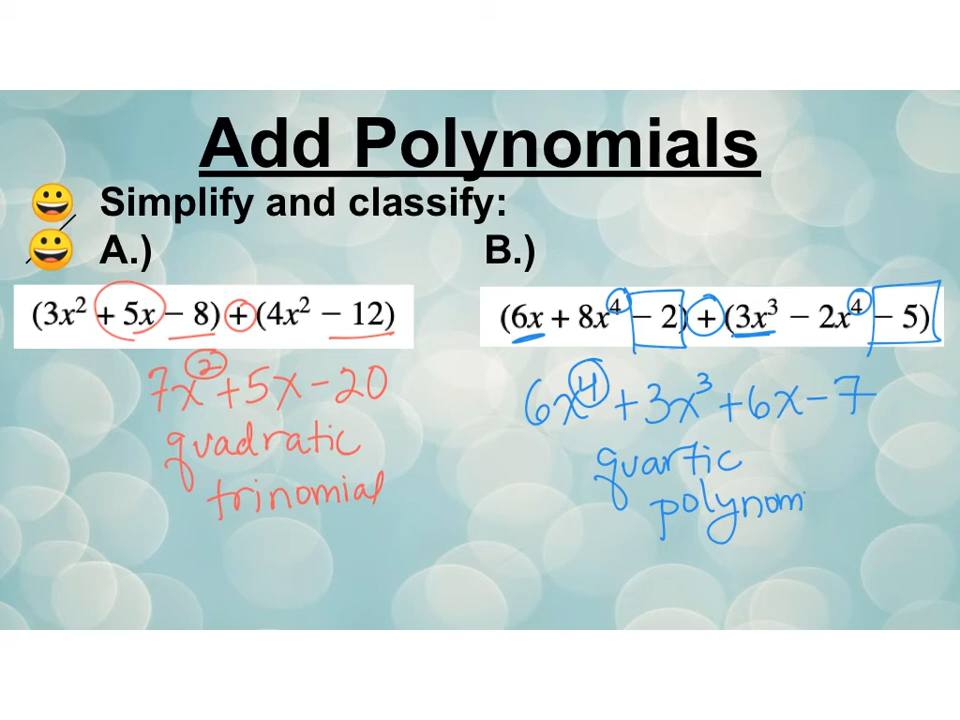 Add Polynomials
😀 Simplify and classify:
😀 A.) B.)
(3x² + 5x − 8) + (4x² − 12) (6x + 8x⁴ − 2) + (3x³ − 2x⁴ − 5)
7x² + 5x − 20 6x⁴ + 3x³ + 6x − 7
quadratic quartic
trinomial polynom